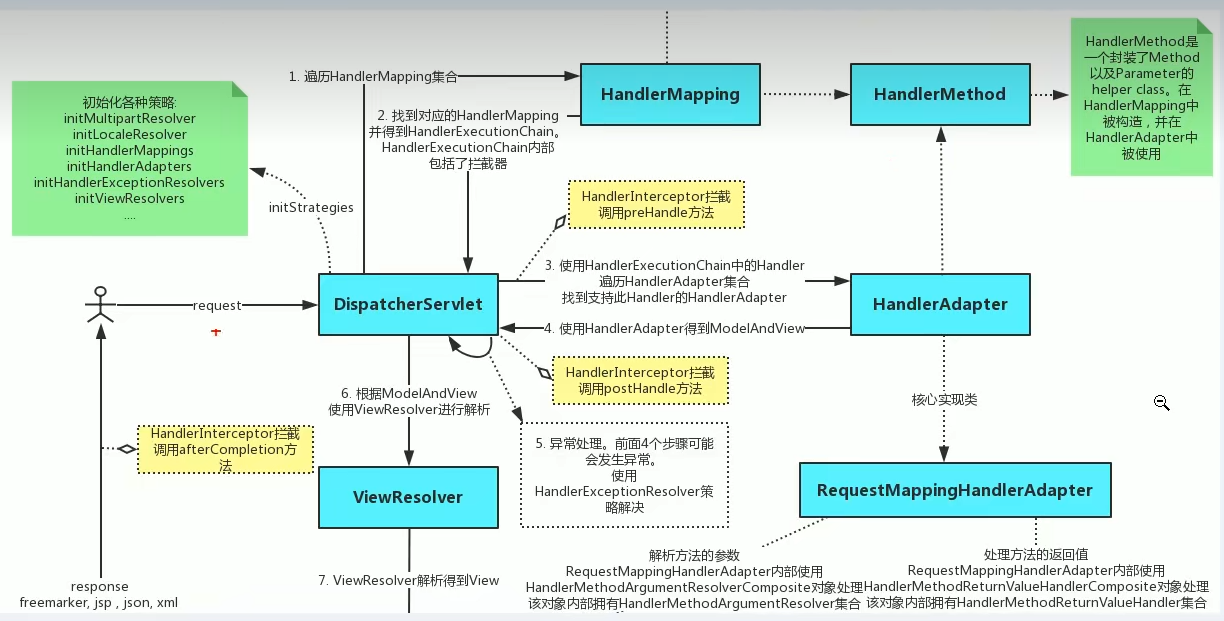 HandlerMethod是
一个封装了Method
以及Parameter的
helper class。在
HandlerMapping中
被构造，并在
HandlerAdapter中
被使用
1. 遍历HandlerMapping集合
HandlerMapping
HandlerMethod
初始化各种策略:
initMultipartResolver
initLocaleResolver
initHandlerMappings
initHandlerAdapters
initHandlerExceptionResolvers
initViewResolvers
....
2. 找到对应的HandlerMapping
并得到HandlerExecutionChain。
HandlerExecutionChain内部
包括了拦截器
initStrategies
HandlerInterceptor拦截
调用preHandle方法
3. 使用HandlerExecutionChain中的Handler
遍历HandlerAdapter集合
找到支持此Handler的HandlerAdapter
request
DispatcherServlet
HandlerAdapter
4. 使用HandlerAdapter得到ModelAndView
HandlerInterceptor拦截
调用postHandle方法
6. 根据ModelAndView
使用ViewResolver进行解析
核心实现类
HandlerInterceptor拦截
调用afterCompletion方
法
5. 异常处理。前面4个步骤可能
会发生异常。
使用
HandlerExceptionResolver策
略解决
ViewResolver
RequestMappingHandlerAdapter
7. ViewResolver解析得到View
response
freemarker, jsp , json, xml
解析方法的参数
RequestMappingHandlerAdapter内部使用
HandlerMethodArgumentResolverComposite对象处理
该对象内部拥有HandlerMethodArgumentResolver集合
处理方法的返回值
RequestMappingHandlerAdapter内部使用
HandlerMethodReturnValueHandlerComposite对象处理
该对象内部拥有HandlerMethodReturnValueHandler集合